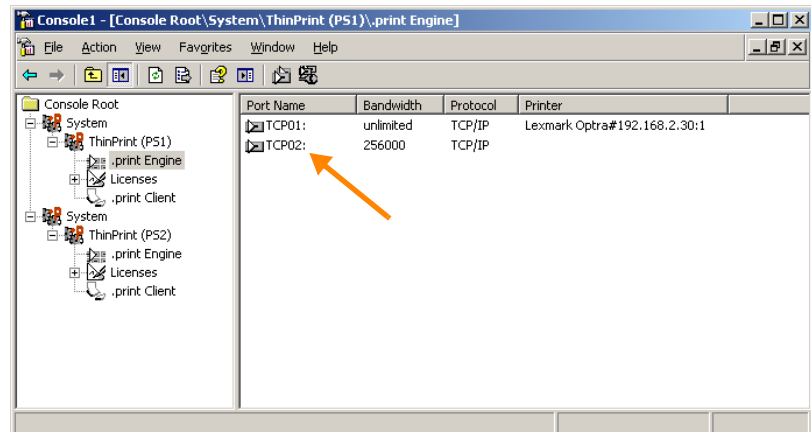 Console1 - [Console Root\System\ThinPrint (PS1)\.print Engine]
File Action View Favorites Window Help
Console Root
System
ThinPrint (PS1)
.print Engine
Licenses
.print Client
System
ThinPrint (PS2)
.print Engine
Licenses
.print Client
Port Name Bandwidth Protocol Printer
TCP01: unlimited TCP/IP Lexmark Optra#192.168.2.30:1
TCP02: 256000 TCP/IP